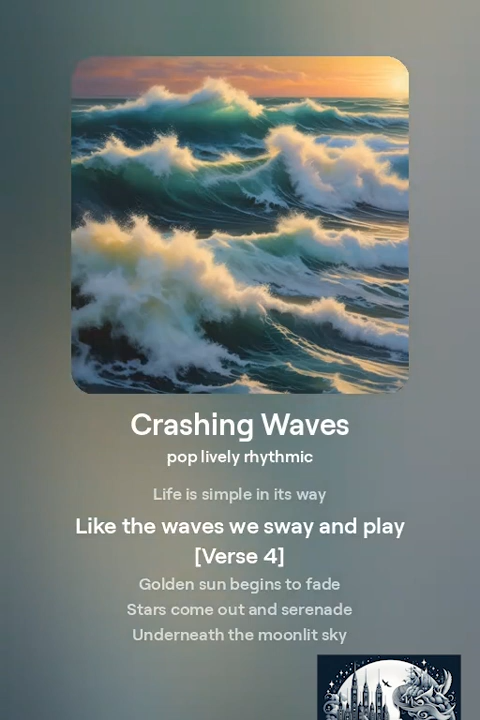 Crashing Waves
pop lively rhythmic
Life is simple in its way
Like the waves we sway and play
[Verse 4]
Golden sun begins to fade
Stars come out and serenade
Underneath the moonlit sky